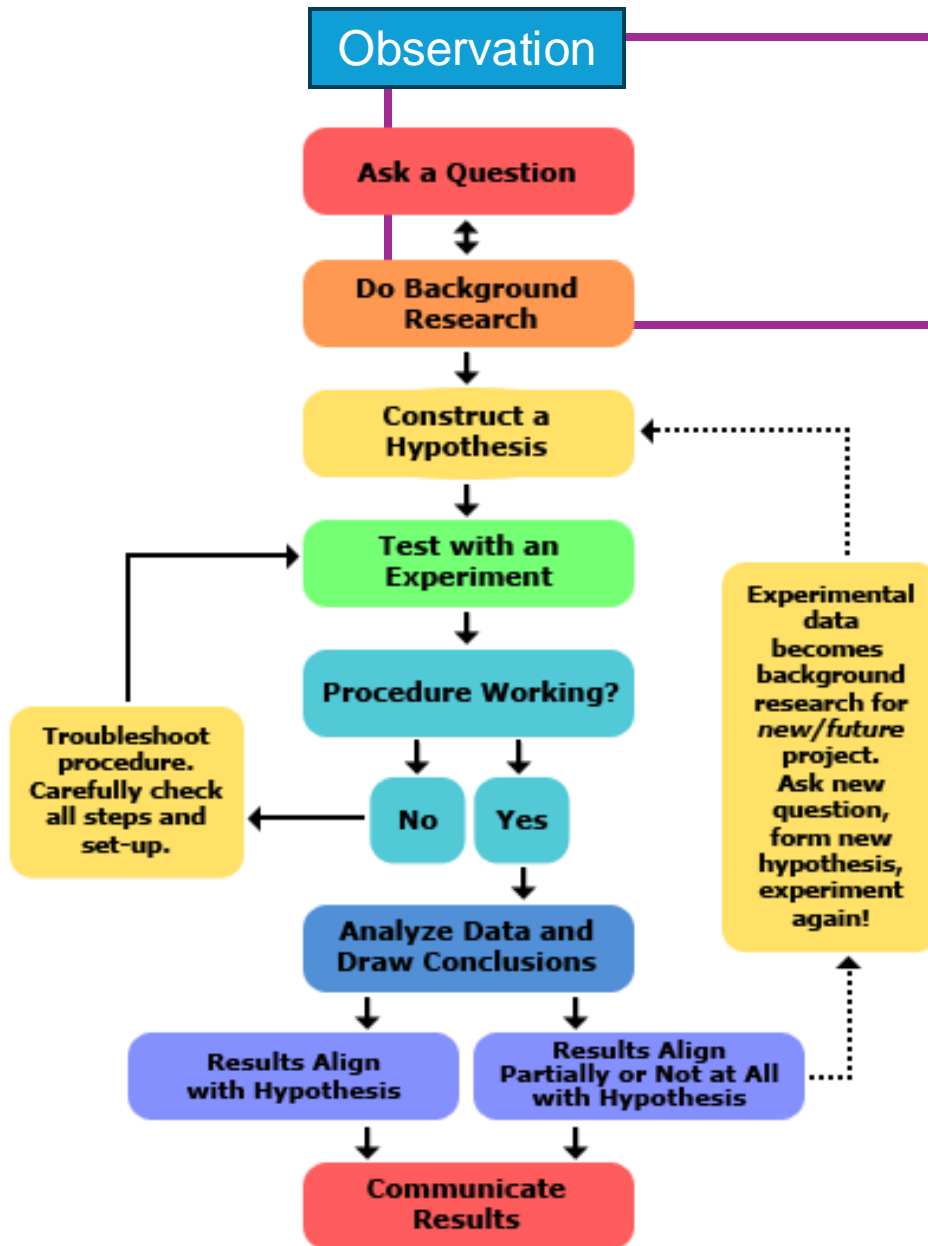 Observation
Ask a Question
Do Background
Research
Construct a
Hypothesis
Test with an
Experiment
Procedure Working?
No
Yes
Troubleshoot
procedure.
Carefully check
all steps and
set-up.
Experimental
data
becomes
background
research for
new/future
project.
Ask new
question,
form new
hypothesis,
experiment
again!
Analyze Data and
Draw Conclusions
Results Align
with Hypothesis
Results Align
Partially or Not at All
with Hypothesis
Communicate
Results